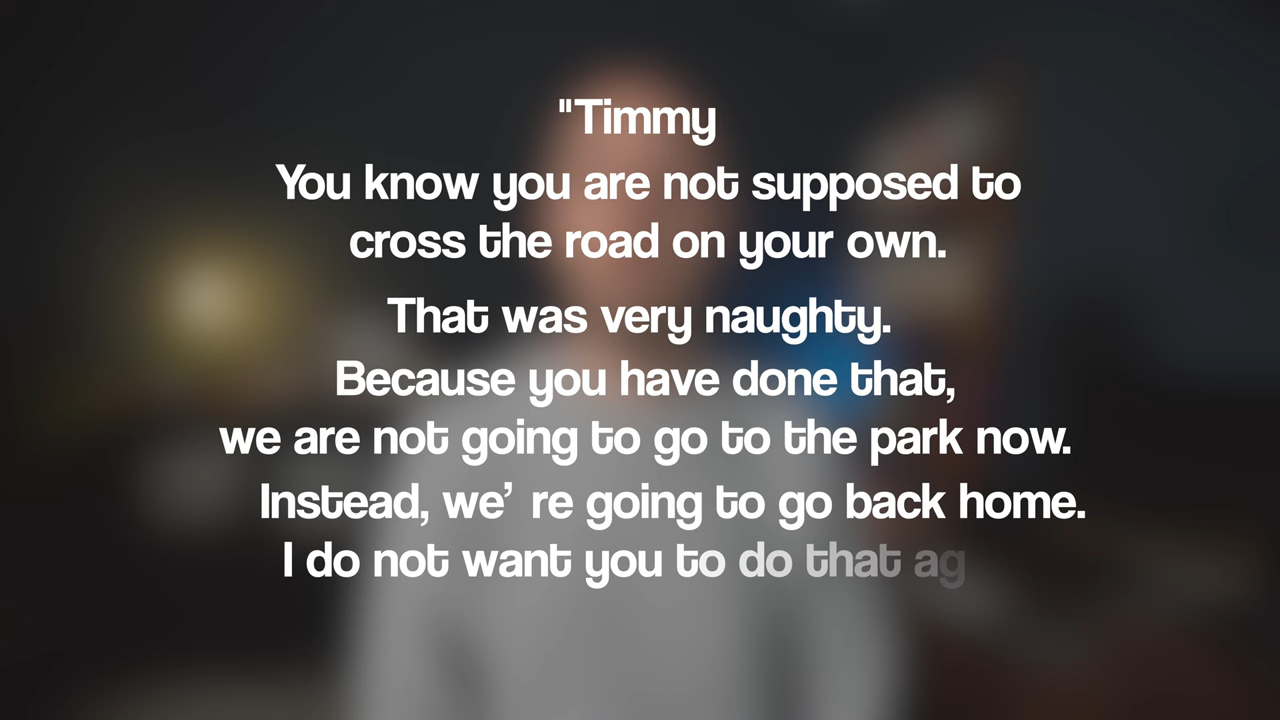 "Timmy
You know you are not supposed to
cross the road on your own.
That was very naughty.
Because you have done that,
we are not going to go to the park now.
Instead, we’ re going to go back home.
I do not want you to do that ag